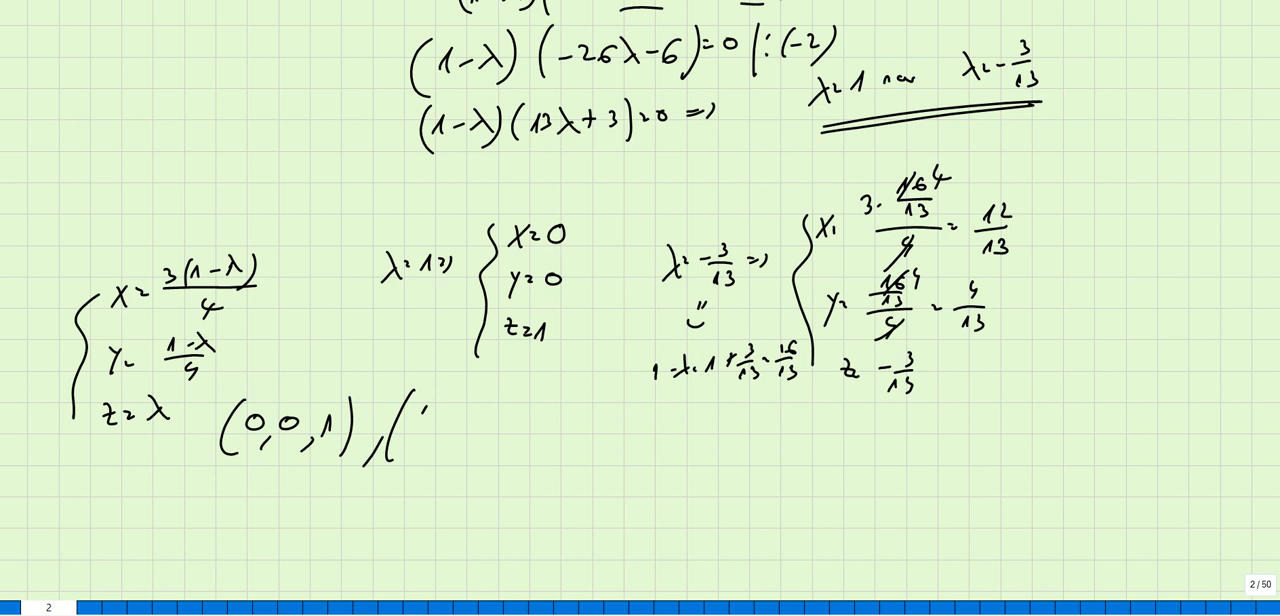 (1-λ)(-26λ-6)=0 |:(-2)
(1-λ)(13λ+3)=0 =>
λ=1 λ=-3/13
{ x = 3(1-λ)/4
y = 1-λ/4
z = λ
λ=1 => { x=0
y=0
z=1
λ=-3/13 =>
1-λ=1+3/13=16/13
{ x= 3·16/13 4 / 4 = 12/13
y= 16/13 4 / 4 = 4/13
z= -3/13
(0,0,1), (
2
2 / 50